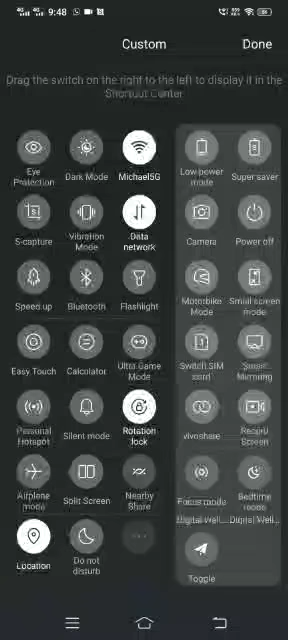 4G 4G 9:48
Custom Done
Drag the switch on the right to the left to display it in the
Shortcut Center
Eye
Protection
Dark Mode
Michael5G
Low power
mode
Super saver
S-capture
Vibration
Mode
Data
network
Camera
Power off
Speed up
Bluetooth
Flashlight
Motorbike
Mode
Small screen
mode
Easy Touch
Calculator
Ultra Game
Mode
Switch SIM
card
Smart
Mirroring
Personal
Hotspot
Silent mode
Rotation
lock
vivoshare
Record
Screen
Airplane
mode
Split Screen
Nearby
Share
Focus mode
Digital Well...
Bedtime
mode
Digital Well...
Location
Do not
disturb
Toggle